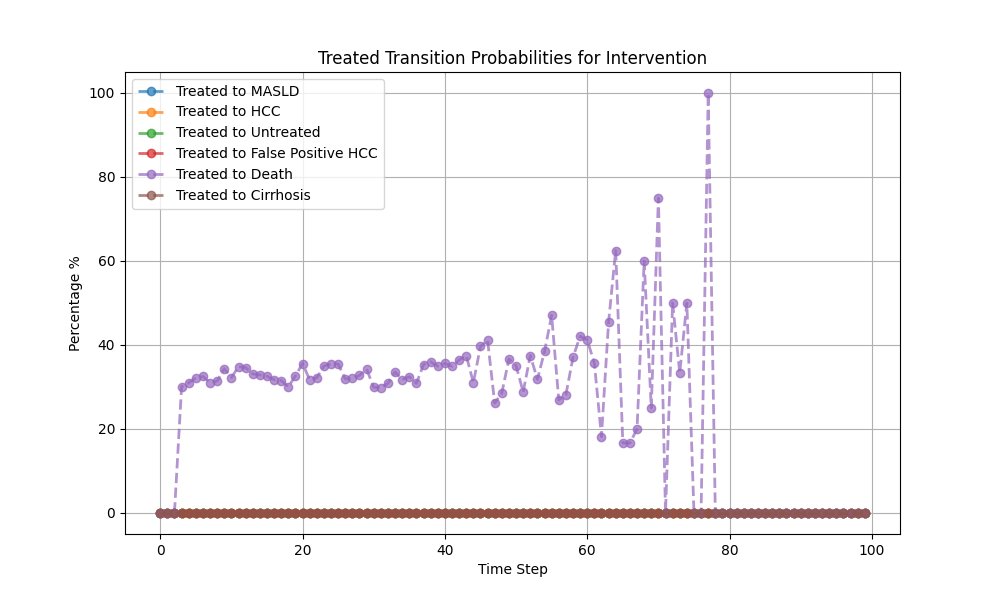 Treated Transition Probabilities for Intervention
Treated to MASLD
Treated to HCC
Treated to Untreated
Treated to False Positive HCC
Treated to Death
Treated to Cirrhosis
Percentage %
100
80
60
40
20
0
0 20 40 60 80 100
Time Step